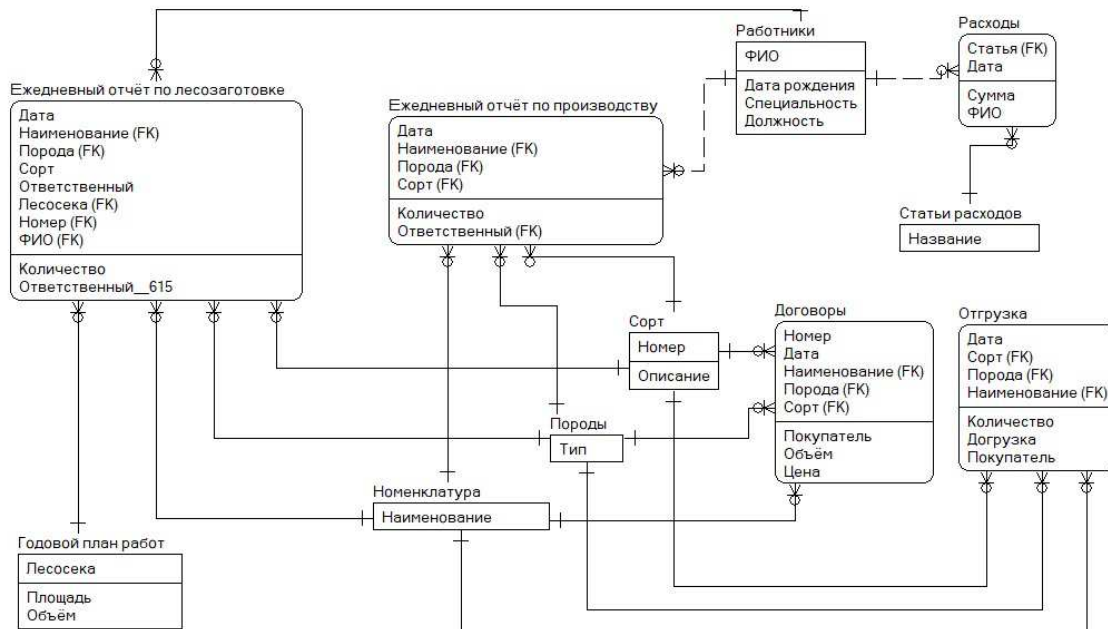 Работники
ФИО
Дата рождения
Специальность
Должность
Расходы
Статья (FK)
Дата
Сумма
ФИО
Ежедневный отчёт по лесозаготовке
Дата
Наименование (FK)
Порода (FK)
Сорт
Ответственный
Лесосека (FK)
Номер (FK)
ФИО (FK)
Количество
Ответственный__615
Ежедневный отчёт по производству
Дата
Наименование (FK)
Порода (FK)
Сорт (FK)
Количество
Ответственный (FK)
Статьи расходов
Название
Сорт
Номер
Описание
Договоры
Номер
Дата
Наименование (FK)
Порода (FK)
Сорт (FK)
Покупатель
Объём
Цена
Отгрузка
Дата
Сорт (FK)
Порода (FK)
Наименование (FK)
Количество
Догрузка
Покупатель
Породы
Тип
Номенклатура
Наименование
Годовой план работ
Лесосека
Площадь
Объём